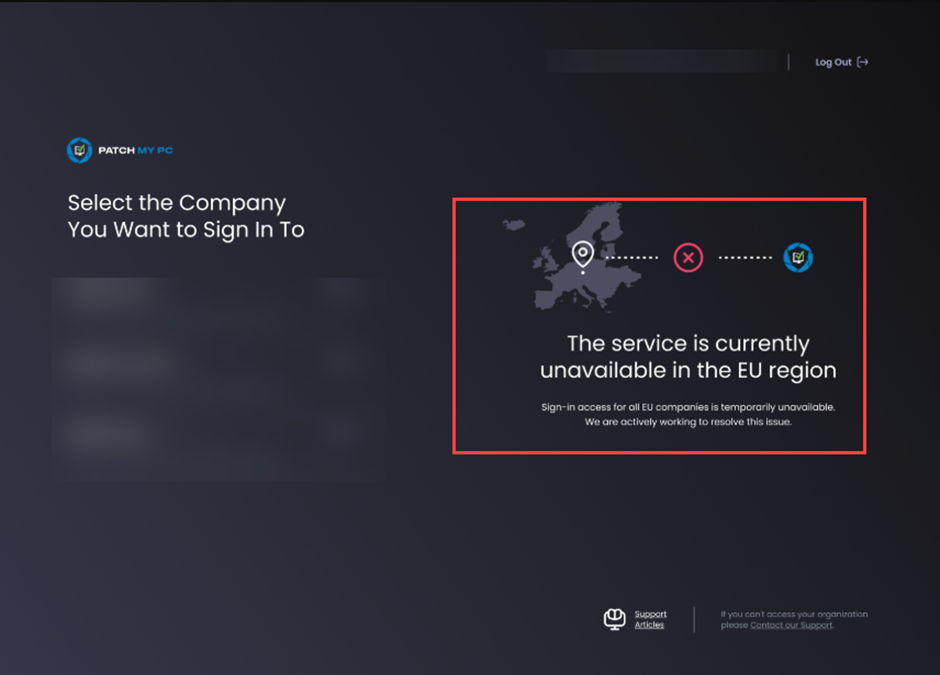 Log Out
PATCH MY PC
Select the Company
You Want to Sign In To
The service is currently
unavailable in the EU region
Sign-in access for all EU companies is temporarily unavailable.
We are actively working to resolve this issue.
Support
Articles
If you can't access your organization
please Contact our Support.